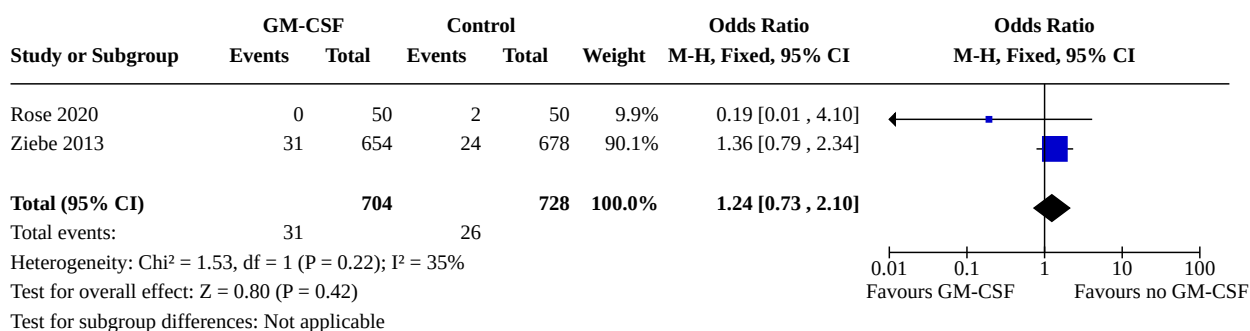 GM-CSF Control Odds Ratio Odds Ratio
Study or Subgroup Events Total Events Total Weight M-H, Fixed, 95% CI M-H, Fixed, 95% CI
Rose 2020 0 50 2 50 9.9% 0.19 [0.01 , 4.10]
Ziebe 2013 31 654 24 678 90.1% 1.36 [0.79 , 2.34]
Total (95% CI) 704 728 100.0% 1.24 [0.73 , 2.10]
Total events: 31 26
Heterogeneity: Chi² = 1.53, df = 1 (P = 0.22); I² = 35%
0.01 0.1 1 10 100
Test for overall effect: Z = 0.80 (P = 0.42)
Favours GM-CSF Favours no GM-CSF
Test for subgroup differences: Not applicable